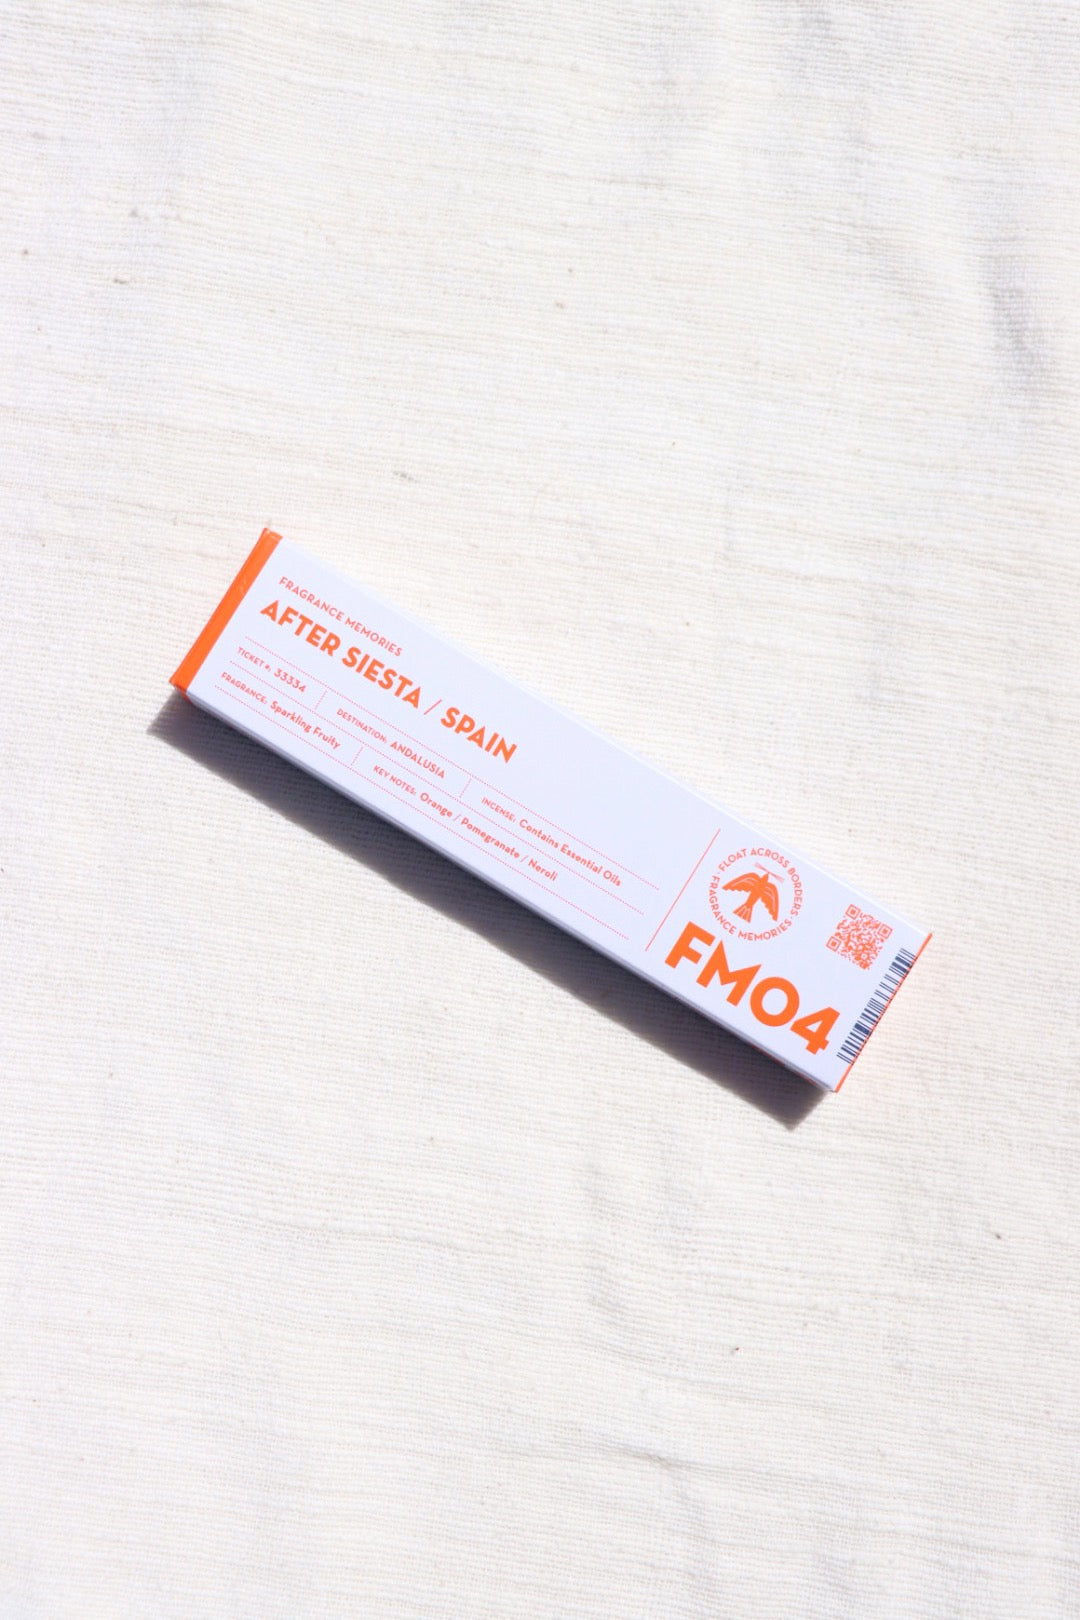 FRAGRANCE MEMORIES
AFTER SIESTA / SPAIN
TICKET #: 33334
DESTINATION: ANDALUSIA
INCENSE: Contains Essential Oils
FRAGRANCE: Sparkling Fruity
KEY NOTES: Orange / Pomegranate / Neroli
· FLOAT ACROSS BORDERS ·
FRAGRANCE MEMORIES
FM04